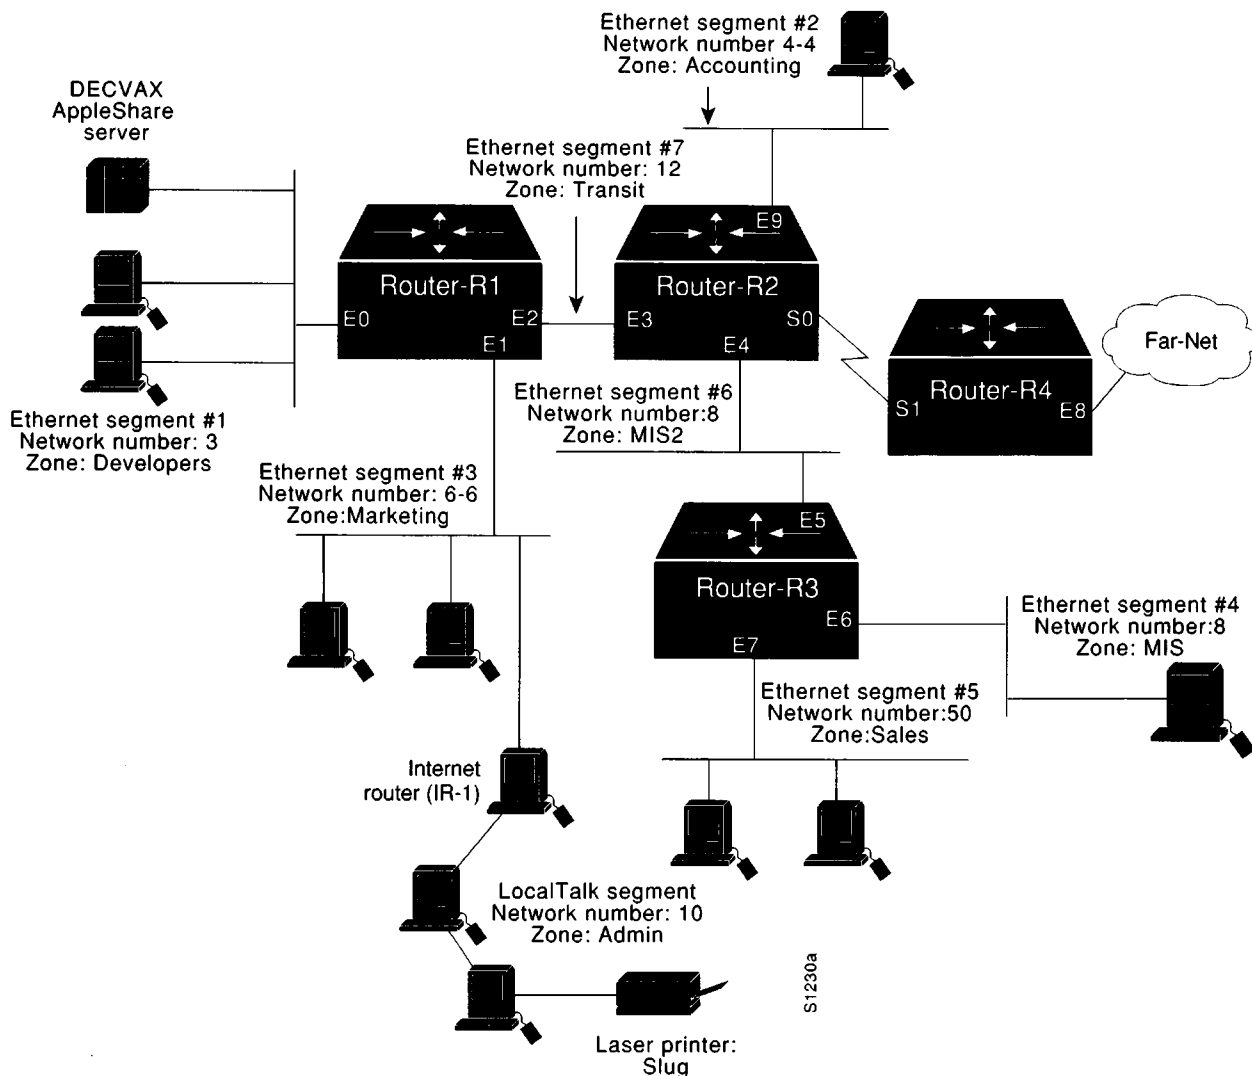 Ethernet segment #2
Network number 4-4
Zone: Accounting
DECVAX
AppleShare
server
Ethernet segment #7
Network number: 12
Zone: Transit
E9
Router-R1
Router-R2
E0
E2
E1
E3
S0
E4
Router-R4
S1
E8
Far-Net
Ethernet segment #1
Network number: 3
Zone: Developers
Ethernet segment #6
Network number:8
Zone: MIS2
Ethernet segment #3
Network number: 6-6
Zone:Marketing
E5
Router-R3
E6
E7
Ethernet segment #4
Network number:8
Zone: MIS
Ethernet segment #5
Network number:50
Zone:Sales
Internet
router (IR-1)
LocalTalk segment
Network number: 10
Zone: Admin
S1230a
Laser printer:
Slug